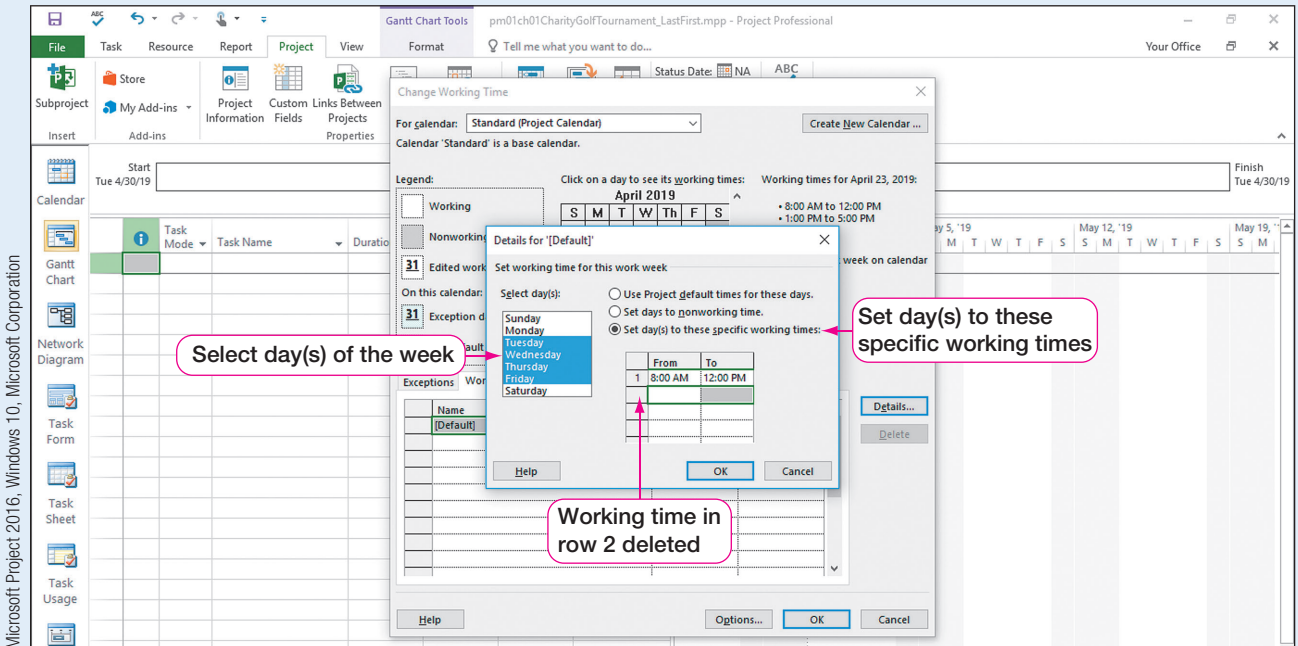 ABC
Gantt Chart Tools
pm01ch01CharityGolfTournament_LastFirst.mpp - Project Professional
File Task Resource Report Project View Format Tell me what you want to do... Your Office
Subproject
Store
My Add-ins
Project Information
Custom Fields
Links Between Projects
Status Date: NA
ABC
Insert Add-ins Properties
Change Working Time
For calendar: Standard (Project Calendar)
Create New Calendar ...
Calendar 'Standard' is a base calendar.
Legend:
Working
Nonworking
31 Edited work
On this calendar:
31 Exception d
ault
Click on a day to see its working times:
April 2019
S M T W Th F S
Working times for April 23, 2019:
• 8:00 AM to 12:00 PM
• 1:00 PM to 5:00 PM
week on calendar
Start
Tue 4/30/19
Finish
Tue 4/30/19
Calendar
Gantt Chart
Network Diagram
Task Form
Task Sheet
Task Usage
Task Mode
Task Name
Duratio
ay 5, '19
May 12, '19
May 19, '
M T W T F S S M T W T F S S M
Details for '[Default]'
Set working time for this work week
Select day(s):
Sunday
Monday
Tuesday
Wednesday
Thursday
Friday
Saturday
Use Project default times for these days.
Set days to nonworking time.
Set day(s) to these specific working times:
From To
1 8:00 AM 12:00 PM
Help OK Cancel
Exceptions Wor
Name
[Default]
Details...
Delete
Help Options... OK Cancel
Select day(s) of the week
Set day(s) to these
specific working times
Working time in
row 2 deleted
Microsoft Project 2016, Windows 10, Microsoft Corporation